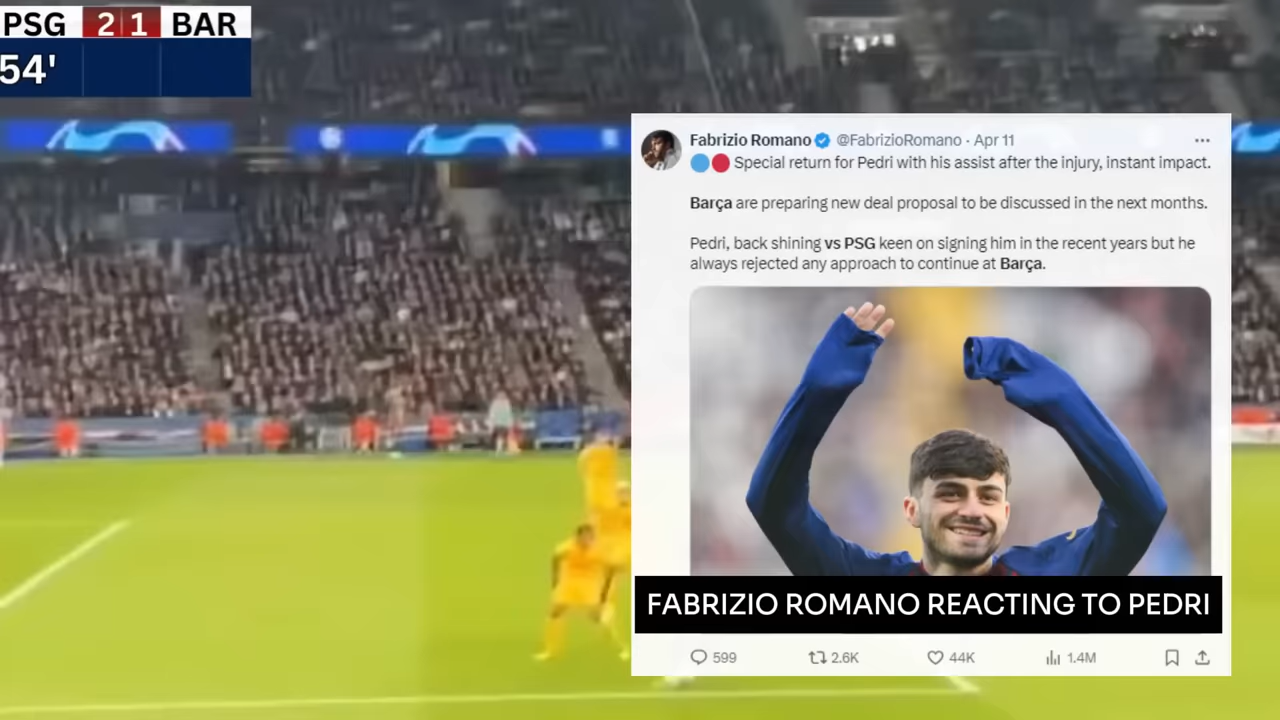 PSG 2 1 BAR
54'
Fabrizio Romano @FabrizioRomano · Apr 11
Special return for Pedri with his assist after the injury, instant impact.
Barça are preparing new deal proposal to be discussed in the next months.
Pedri, back shining vs PSG keen on signing him in the recent years but he
always rejected any approach to continue at Barça.
FABRIZIO ROMANO REACTING TO PEDRI
599 2.6K 44K 1.4M